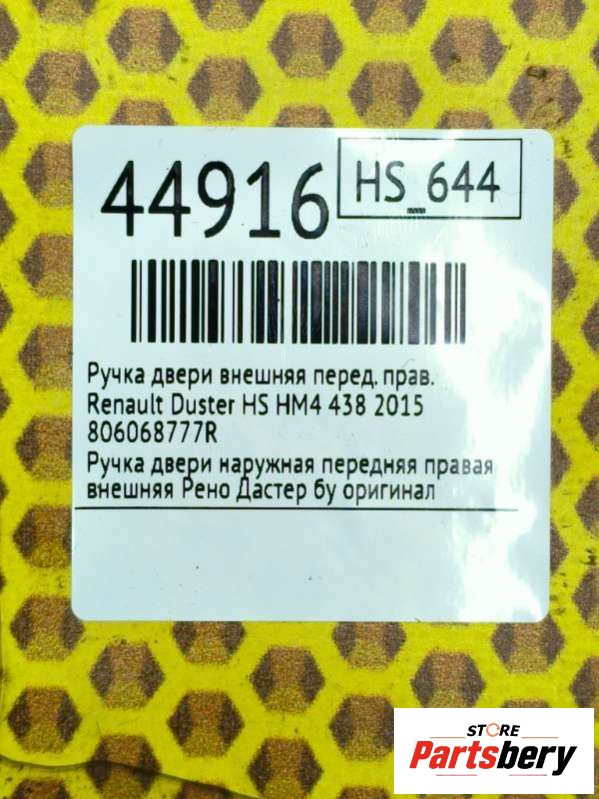 44916
HS_644
Ручка двери внешняя перед. прав.
Renault Duster HS HM4 438 2015
806068777R
Ручка двери наружная передняя правая
внешняя Рено Дастер бу оригинал
STORE
Partsbery